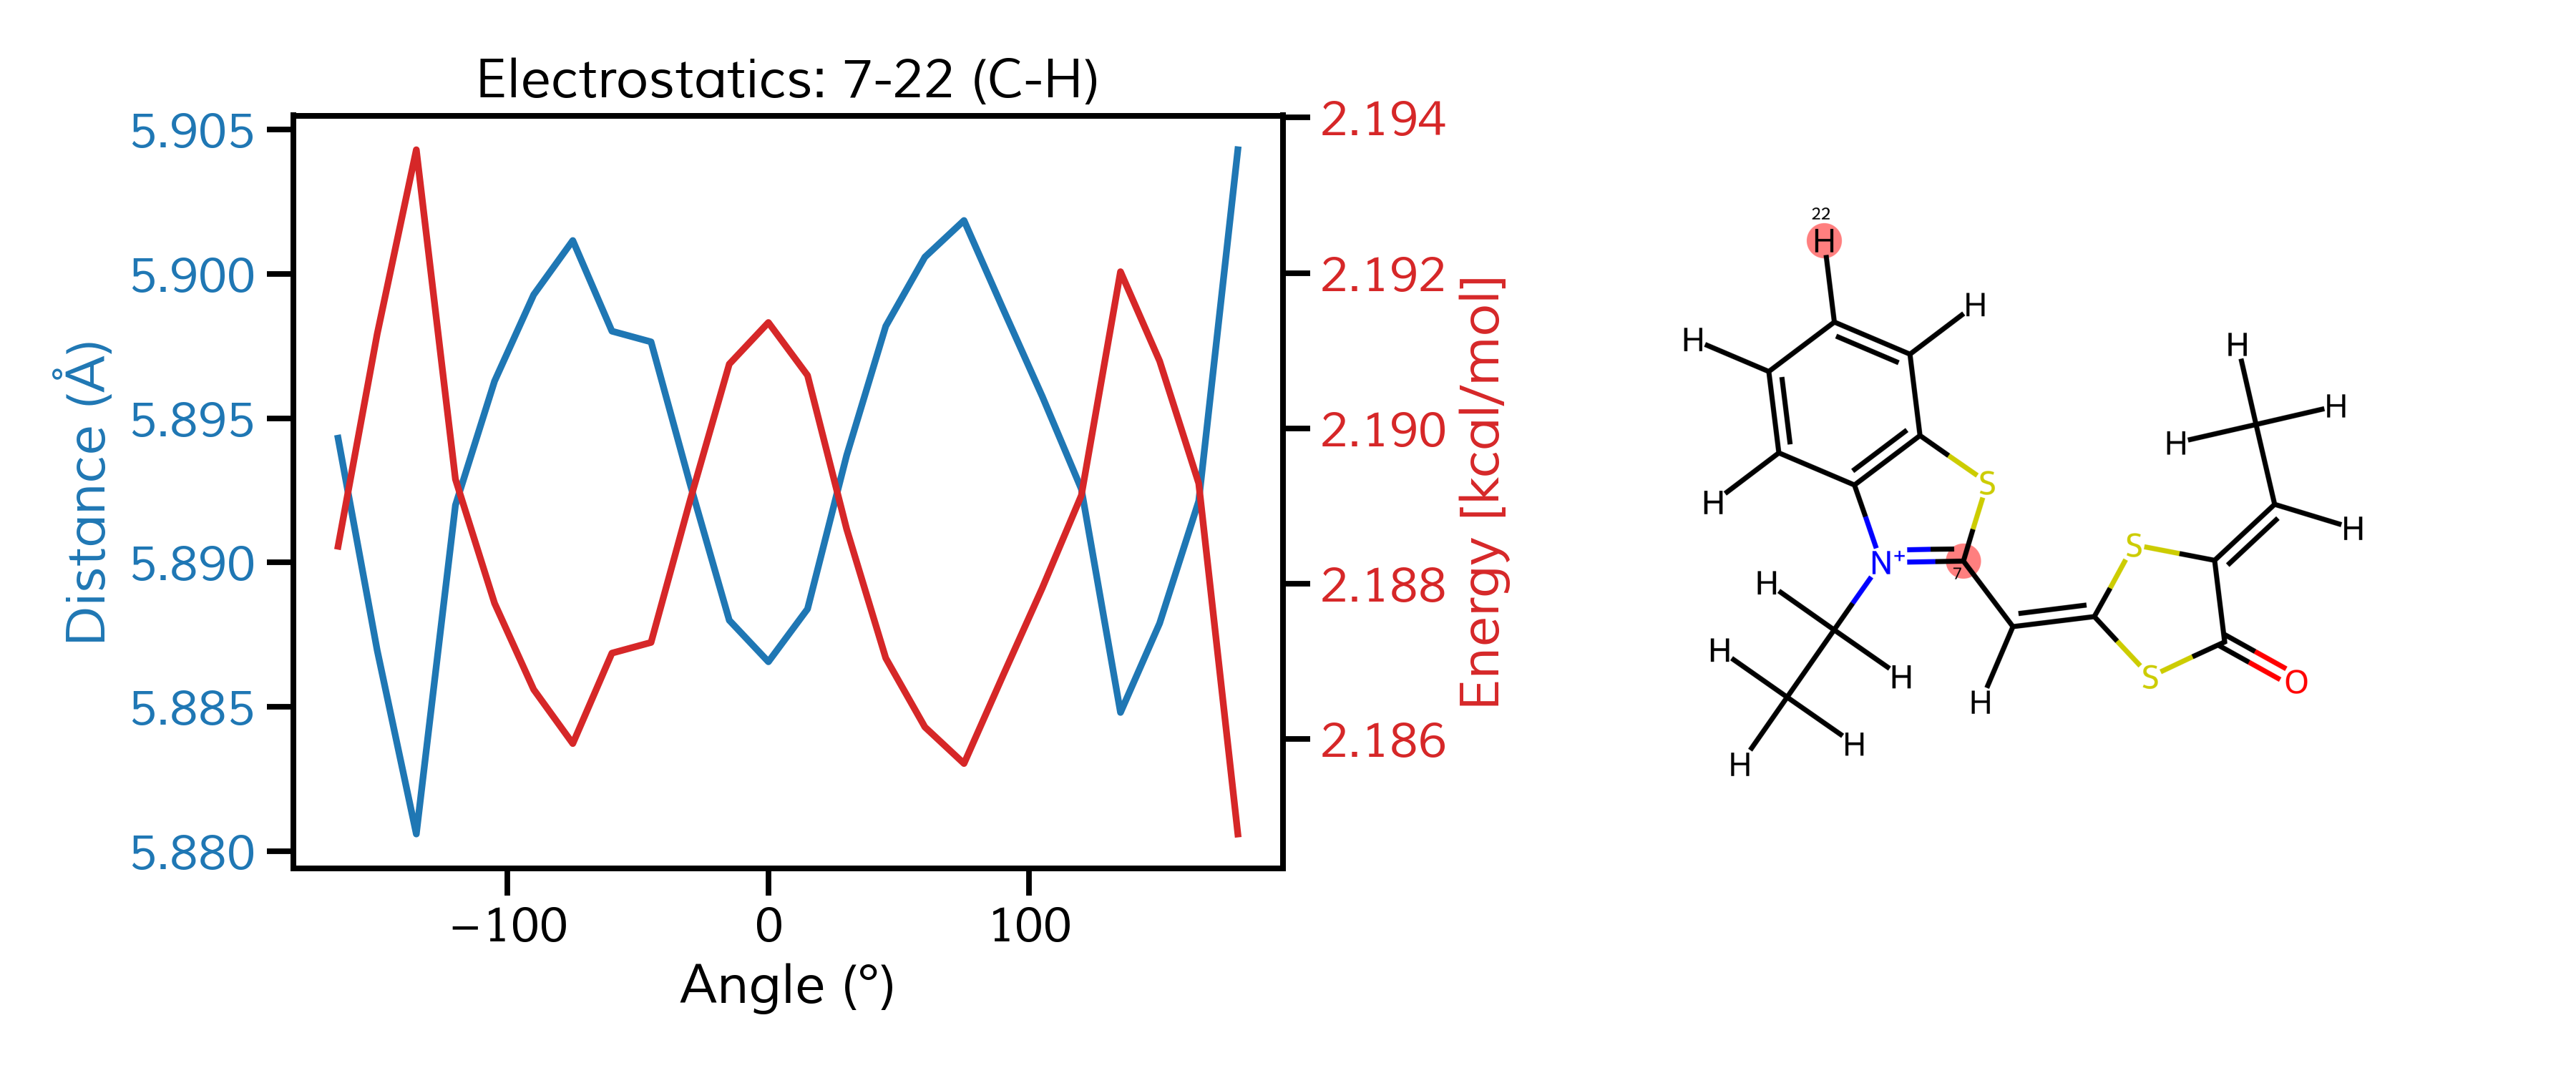 Electrostatics: 7-22 (C-H)
5.905
5.900
5.895
5.890
5.885
5.880
Distance (Å)
2.194
2.192
2.190
2.188
2.186
Energy [kcal/mol]
−100
0
100
Angle (°)
22
H
H
H
H
H
H
S
H
S
H
N+
7
H
H
H
S
O
H
H
H